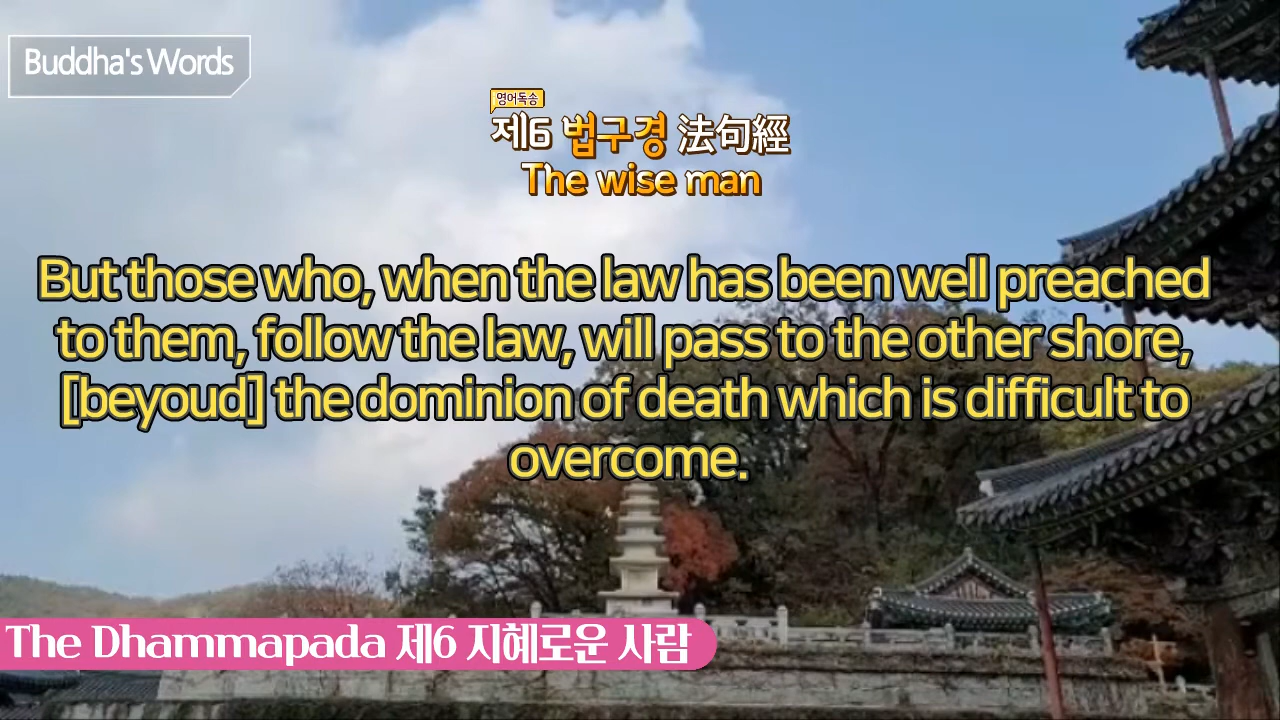 Buddha's Words
영어독송
제6 법구경 法句經
The wise man
But those who, when the law has been well preached
to them, follow the law, will pass to the other shore,
[beyoud] the dominion of death which is difficult to
overcome.
The Dhammapada 제6 지혜로운 사람